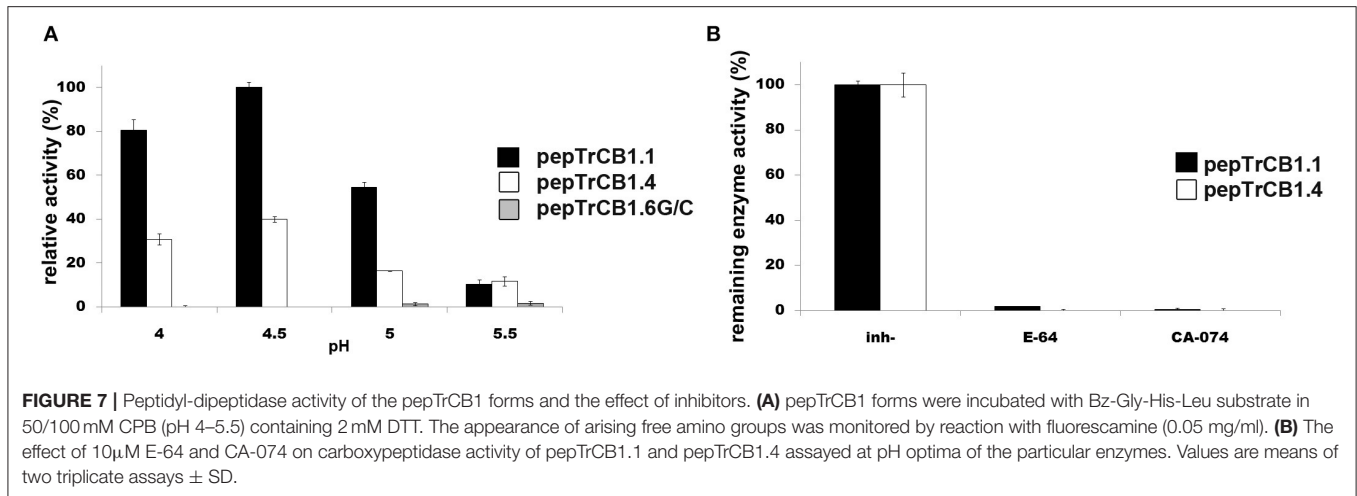 A
relative activity (%)
100
80
60
40
20
0
4
4.5
5
5.5
pH
pepTrCB1.1
pepTrCB1.4
pepTrCB1.6G/C
B
remaining enzyme activity (%)
100
80
60
40
20
0
inh-
E-64
CA-074
pepTrCB1.1
pepTrCB1.4
FIGURE 7 | Peptidyl-dipeptidase activity of the pepTrCB1 forms and the effect of inhibitors. (A) pepTrCB1 forms were incubated with Bz-Gly-His-Leu substrate in
50/100 mM CPB (pH 4–5.5) containing 2 mM DTT. The appearance of arising free amino groups was monitored by reaction with fluorescamine (0.05 mg/ml). (B) The
effect of 10μM E-64 and CA-074 on carboxypeptidase activity of pepTrCB1.1 and pepTrCB1.4 assayed at pH optima of the particular enzymes. Values are means of
two triplicate assays ± SD.